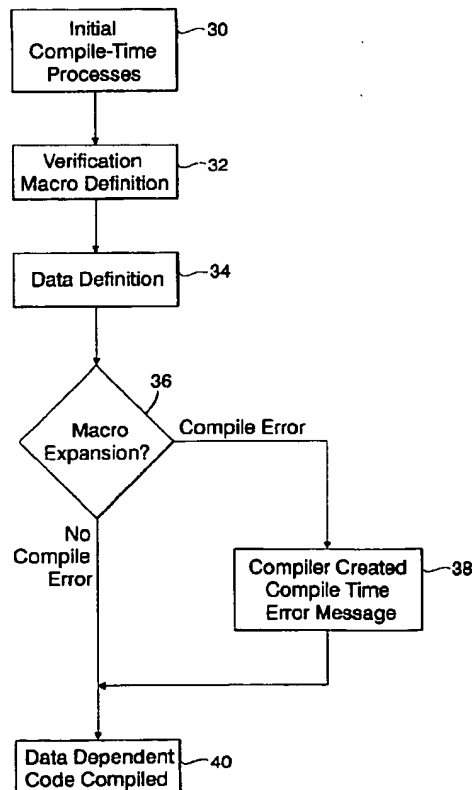 Initial
Compile-Time
Processes
30
Verification
Macro Definition
32
Data Definition
34
36
Macro
Expansion?
Compile Error
No
Compile
Error
Compiler Created
Compile Time
Error Message
38
Data Dependent
Code Compiled
40